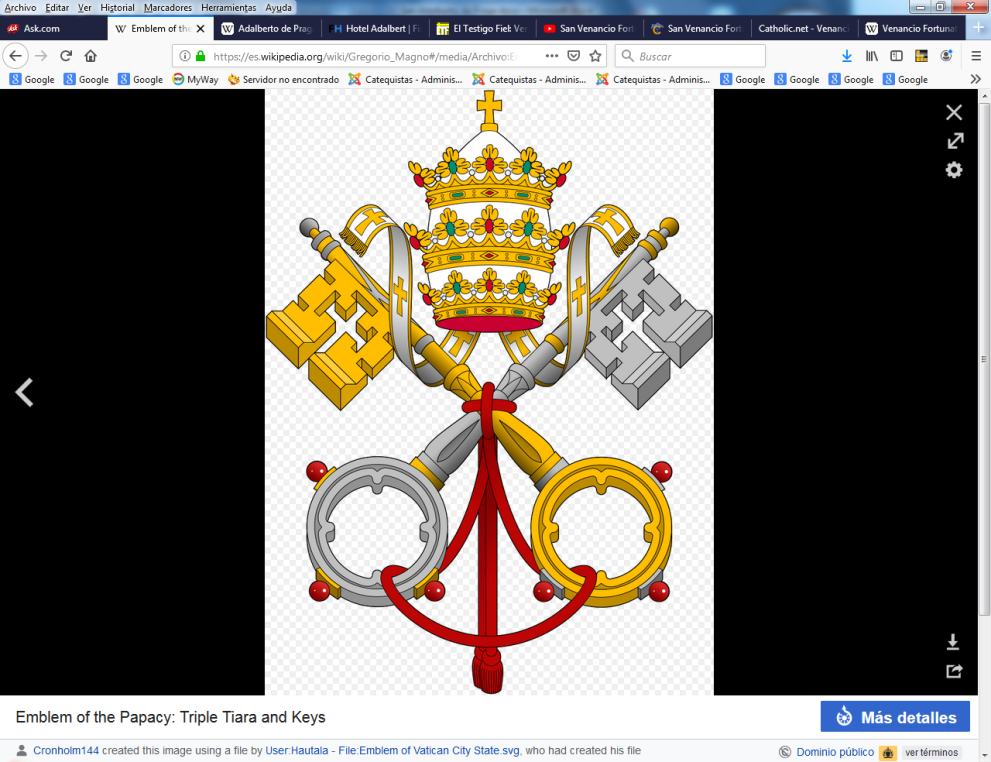 Archivo Editar Ver Historial Marcadores Herramientas Ayuda
Ask.com
Emblem of the
Adalberto de Prag
Hotel Adalbert | F
El Testigo Fiel: Ver
San Venancio Fort
San Venancio Fort
Catholic.net - Venanc
Venancio Fortunat
https://es.wikipedia.org/wiki/Gregorio_Magno#/media/Archivo:E
Buscar
Google Google Google MyWay Servidor no encontrado Catequistas - Adminis... Catequistas - Adminis... Catequistas - Adminis... Google Google Google Google
Emblem of the Papacy: Triple Tiara and Keys
Más detalles
Cronholm144 created this image using a file by User:Hautala - File:Emblem of Vatican City State.svg, who had created his file
Dominio público
ver términos